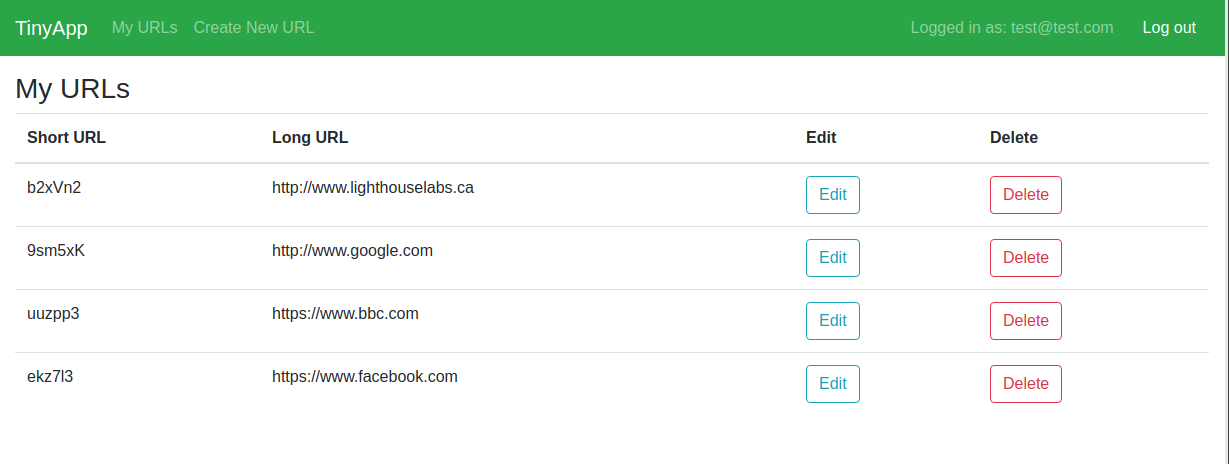 TinyApp My URLs Create New URL Logged in as: test@test.com Log out
My URLs
Short URL Long URL Edit Delete
b2xVn2 http://www.lighthouselabs.ca Edit Delete
9sm5xK http://www.google.com Edit Delete
uuzpp3 https://www.bbc.com Edit Delete
ekz7l3 https://www.facebook.com Edit Delete